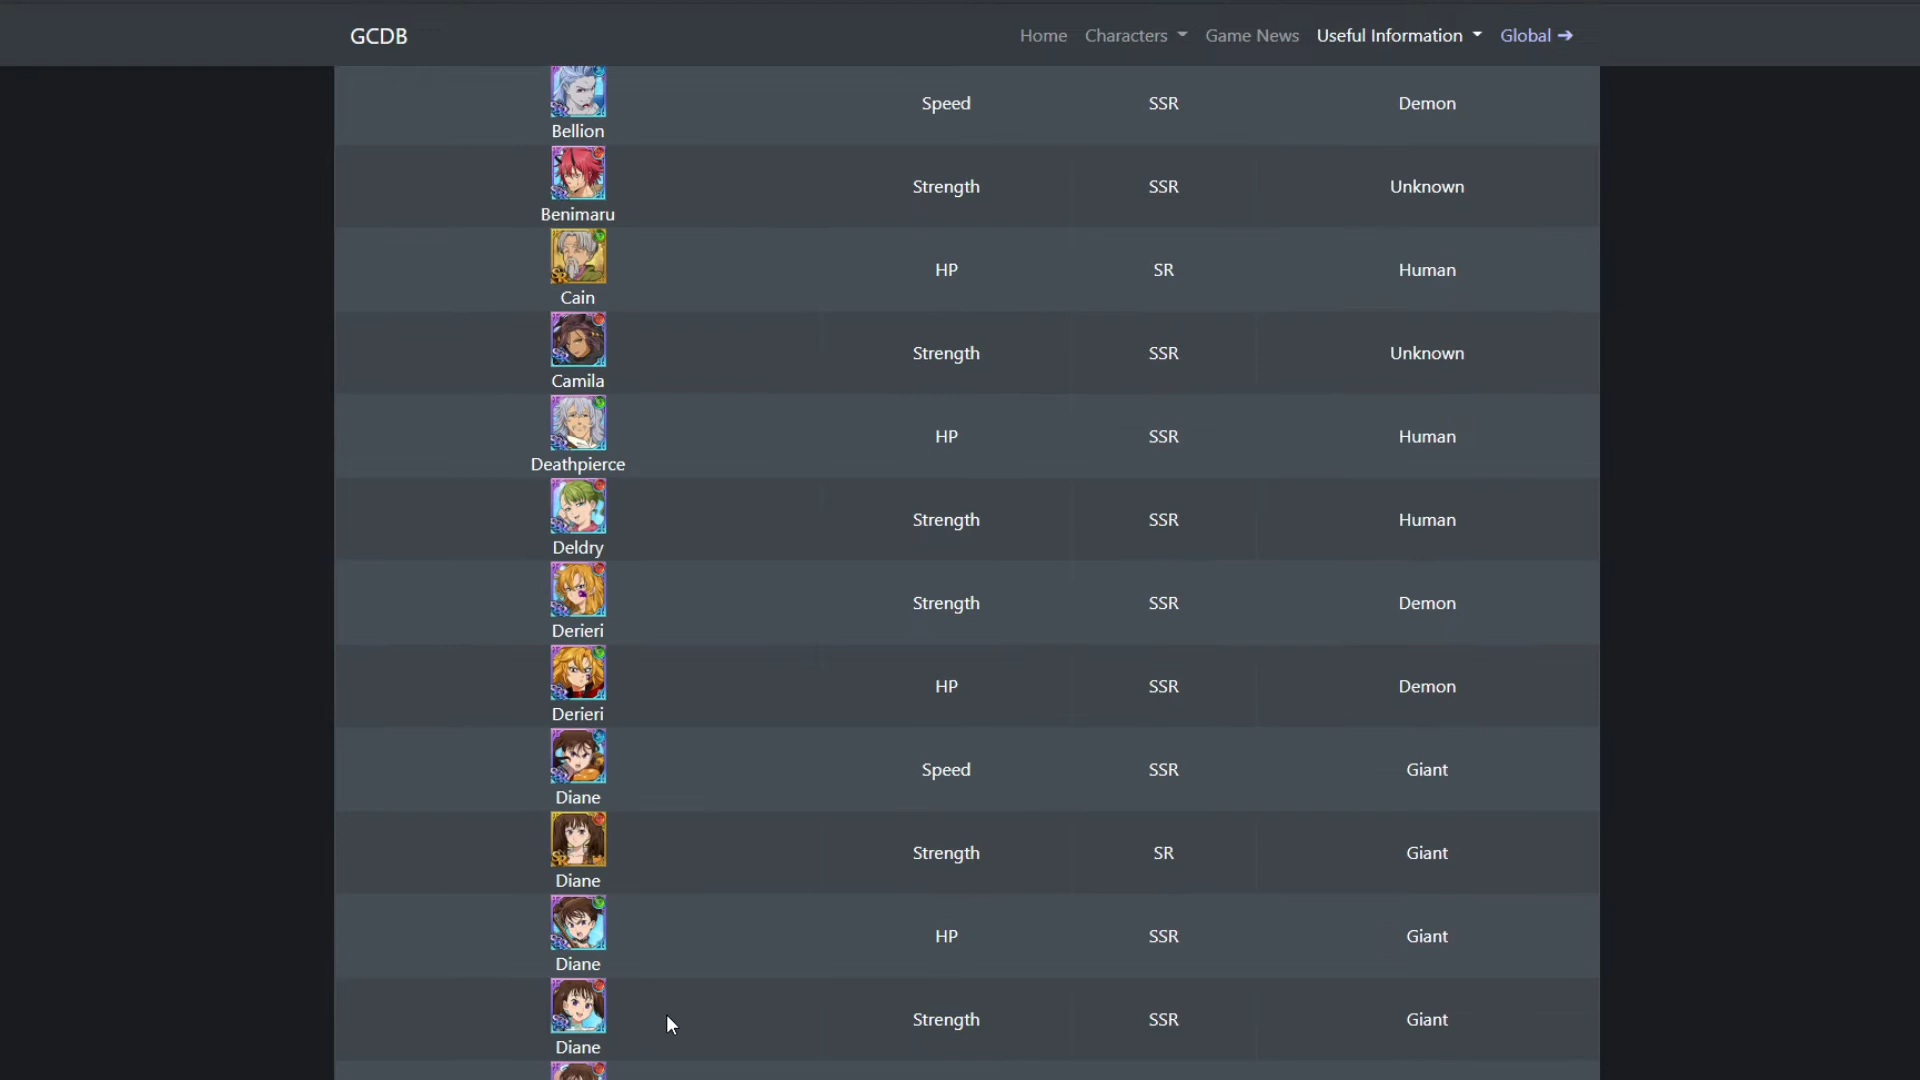 GCDB
Home Characters Game News Useful Information Global →
Bellion Speed SSR Demon
Benimaru Strength SSR Unknown
Cain HP SR Human
Camila Strength SSR Unknown
Deathpierce HP SSR Human
Deldry Strength SSR Human
Derieri Strength SSR Demon
Derieri HP SSR Demon
Diane Speed SSR Giant
Diane Strength SR Giant
Diane HP SSR Giant
Diane Strength SSR Giant